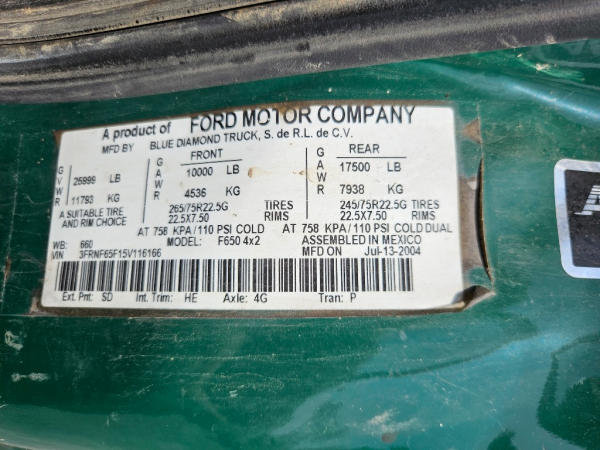 A product of FORD MOTOR COMPANY
MFD BY BLUE DIAMOND TRUCK, S. de R.L. de C.V.
FRONT REAR
GVWR 25999 LB GAWR 10000 LB GAWR 17500 LB
11793 KG 4536 KG 7938 KG
A SUITABLE TIRE 265/75R22.5G TIRES 245/75R22.5G TIRES
AND RIM CHOICE 22.5X7.50 RIMS 22.5X7.50 RIMS
AT 758 KPA/110 PSI COLD AT 758 KPA/110 PSI COLD DUAL
WB: 660 MODEL: F650 4x2 ASSEMBLED IN MEXICO
VIN 3FRNF65F15V116166 MFD ON Jul-13-2004
Ext. Pnt: SD Int. Trim: HE Axle: 4G Tran: P